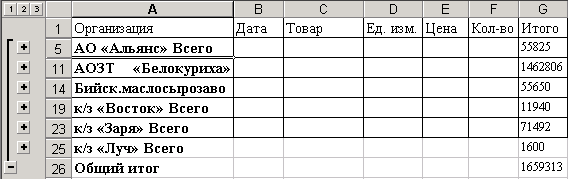 1 2 3 A B C D E F G
1 Организация Дата Товар Ед. изм. Цена Кол-во Итого
5 АО «Альянс» Всего 55825
11 АОЗТ «Белокуриха» 1462806
14 Бийск.маслосырозаво 55650
19 к/з «Восток» Всего 11940
23 к/з «Заря» Всего 71492
25 к/з «Луч» Всего 1600
26 Общий итог 1659313